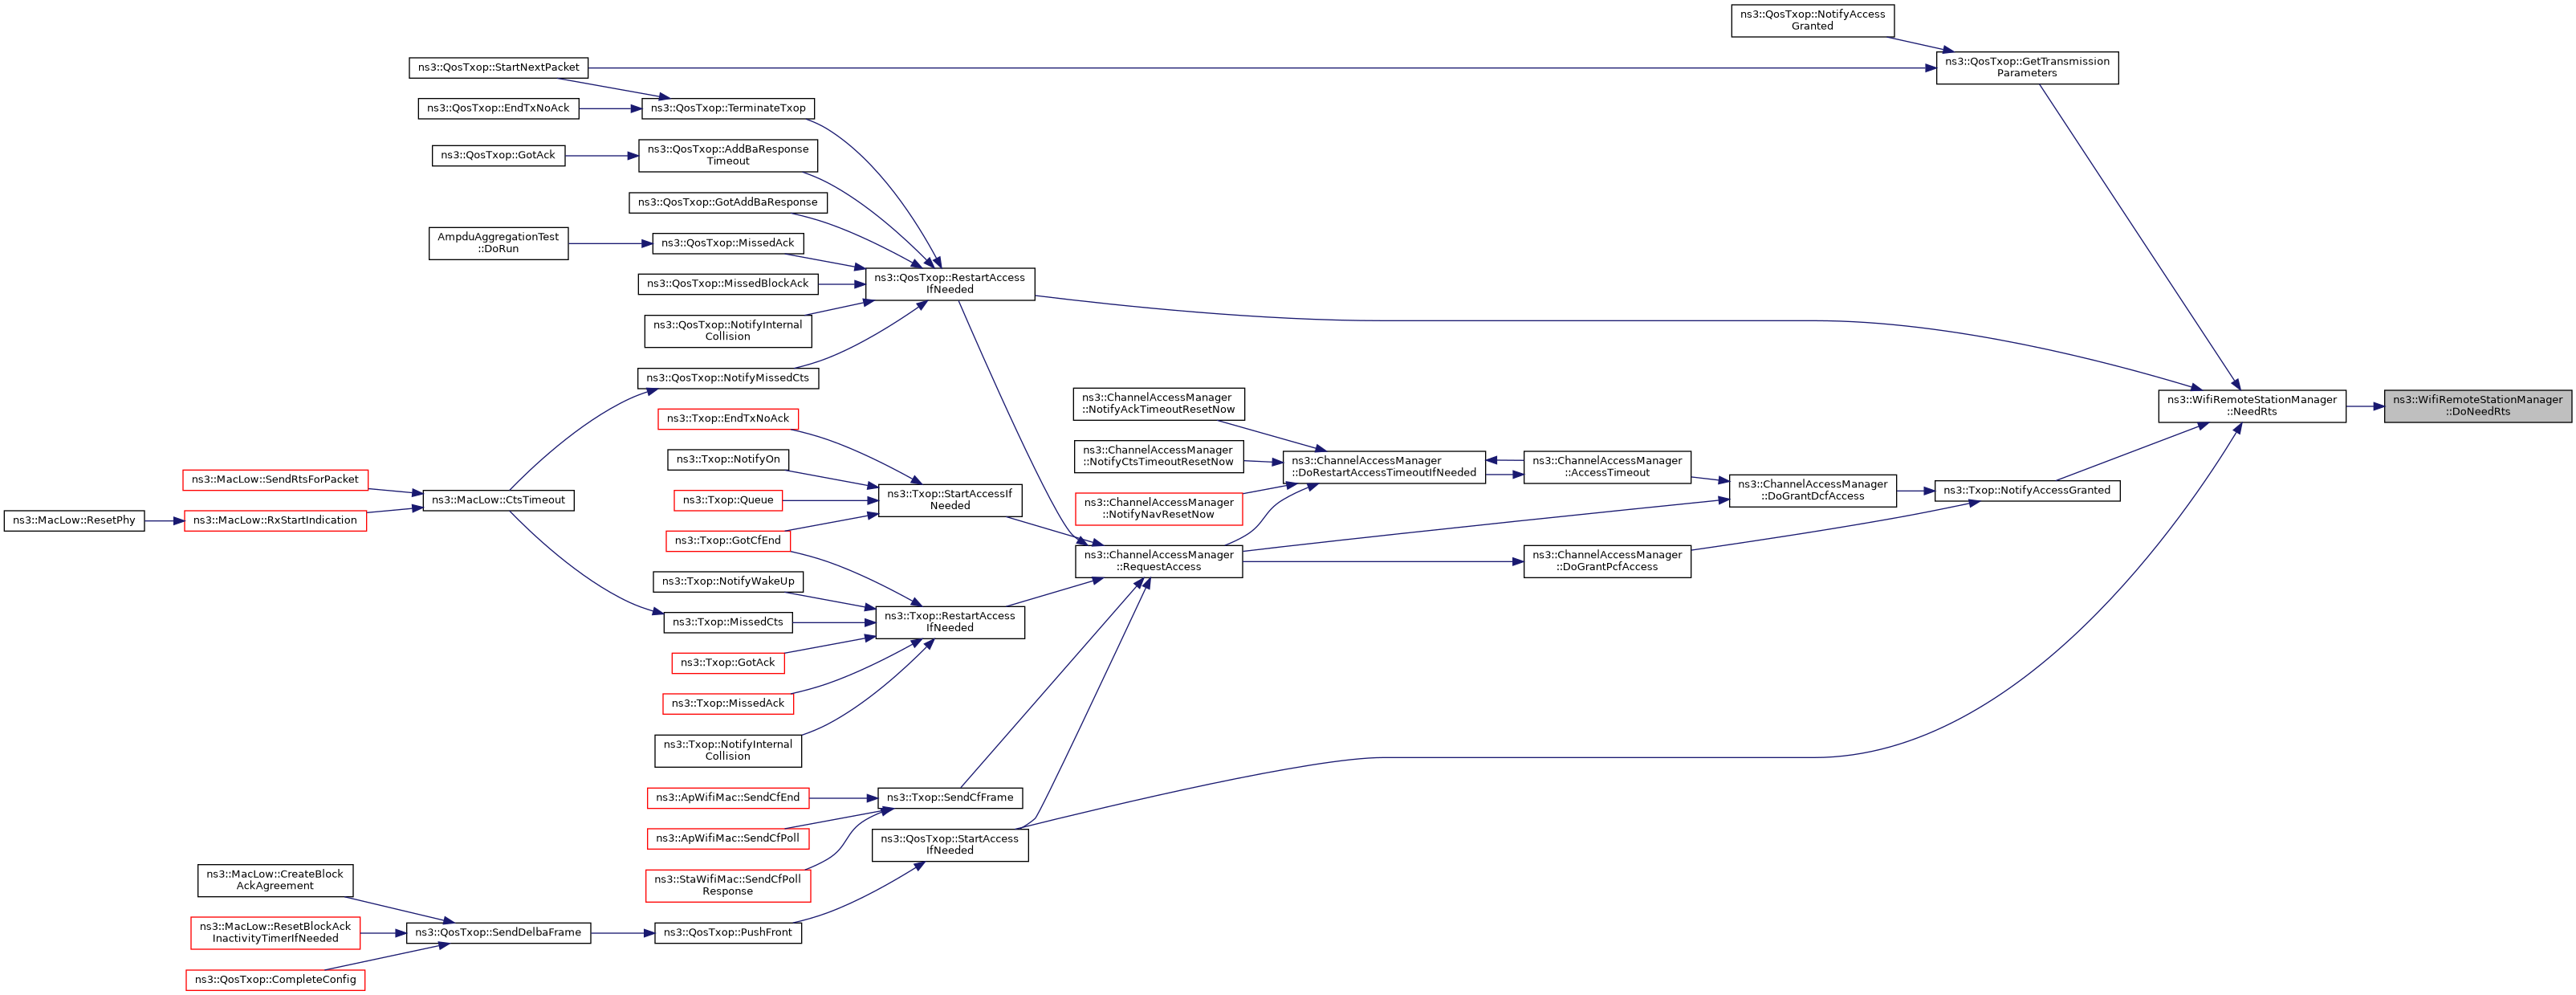 ns3::QosTxop::NotifyAccess
Granted
ns3::QosTxop::GetTransmission
Parameters
ns3::QosTxop::StartNextPacket
ns3::QosTxop::EndTxNoAck
ns3::QosTxop::TerminateTxop
ns3::QosTxop::GotAck
ns3::QosTxop::AddBaResponse
Timeout
ns3::QosTxop::GotAddBaResponse
AmpduAggregationTest
::DoRun
ns3::QosTxop::MissedAck
ns3::QosTxop::MissedBlockAck
ns3::QosTxop::RestartAccess
IfNeeded
ns3::QosTxop::NotifyInternal
Collision
ns3::QosTxop::NotifyMissedCts
ns3::WifiRemoteStationManager
::NeedRts
ns3::WifiRemoteStationManager
::DoNeedRts
ns3::ChannelAccessManager
::NotifyAckTimeoutResetNow
ns3::Txop::EndTxNoAck
ns3::Txop::NotifyOn
ns3::ChannelAccessManager
::NotifyCtsTimeoutResetNow
ns3::ChannelAccessManager
::DoRestartAccessTimeoutIfNeeded
ns3::ChannelAccessManager
::AccessTimeout
ns3::ChannelAccessManager
::DoGrantDcfAccess
ns3::Txop::NotifyAccessGranted
ns3::MacLow::SendRtsForPacket
ns3::MacLow::CtsTimeout
ns3::Txop::Queue
ns3::Txop::StartAccessIf
Needed
ns3::ChannelAccessManager
::NotifyNavResetNow
ns3::MacLow::ResetPhy
ns3::MacLow::RxStartIndication
ns3::Txop::GotCfEnd
ns3::ChannelAccessManager
::RequestAccess
ns3::ChannelAccessManager
::DoGrantPcfAccess
ns3::Txop::NotifyWakeUp
ns3::Txop::MissedCts
ns3::Txop::RestartAccess
IfNeeded
ns3::Txop::GotAck
ns3::Txop::MissedAck
ns3::Txop::NotifyInternal
Collision
ns3::ApWifiMac::SendCfEnd
ns3::Txop::SendCfFrame
ns3::ApWifiMac::SendCfPoll
ns3::QosTxop::StartAccess
IfNeeded
ns3::StaWifiMac::SendCfPoll
Response
ns3::MacLow::CreateBlock
AckAgreement
ns3::MacLow::ResetBlockAck
InactivityTimerIfNeeded
ns3::QosTxop::SendDelbaFrame
ns3::QosTxop::PushFront
ns3::QosTxop::CompleteConfig